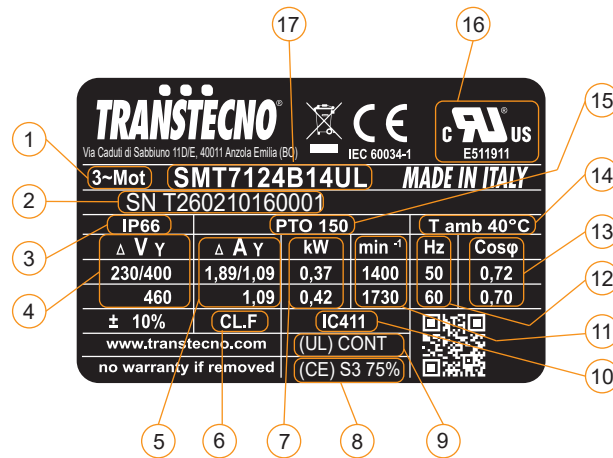 17 16
TRANSTECNO®
CE
C RU US
15
Via Caduti di Sabbiuno 11D/E, 40011 Anzola Emilia (BO) IEC 60034-1 E511911
1 3~Mot SMT7124B14UL MADE IN ITALY 14
2 SN T260210160001
3 IP66 PTO 150 T amb 40°C 13
Δ V Y Δ A Y kW min -1 Hz Cosφ
4 230/400 1,89/1,09 0,37 1400 50 0,72 12
460 1,09 0,42 1730 60 0,70
± 10% CL.F IC411 11
www.transtecno.com (UL) CONT 10
no warranty if removed (CE) S3 75%
5 6 7 8 9